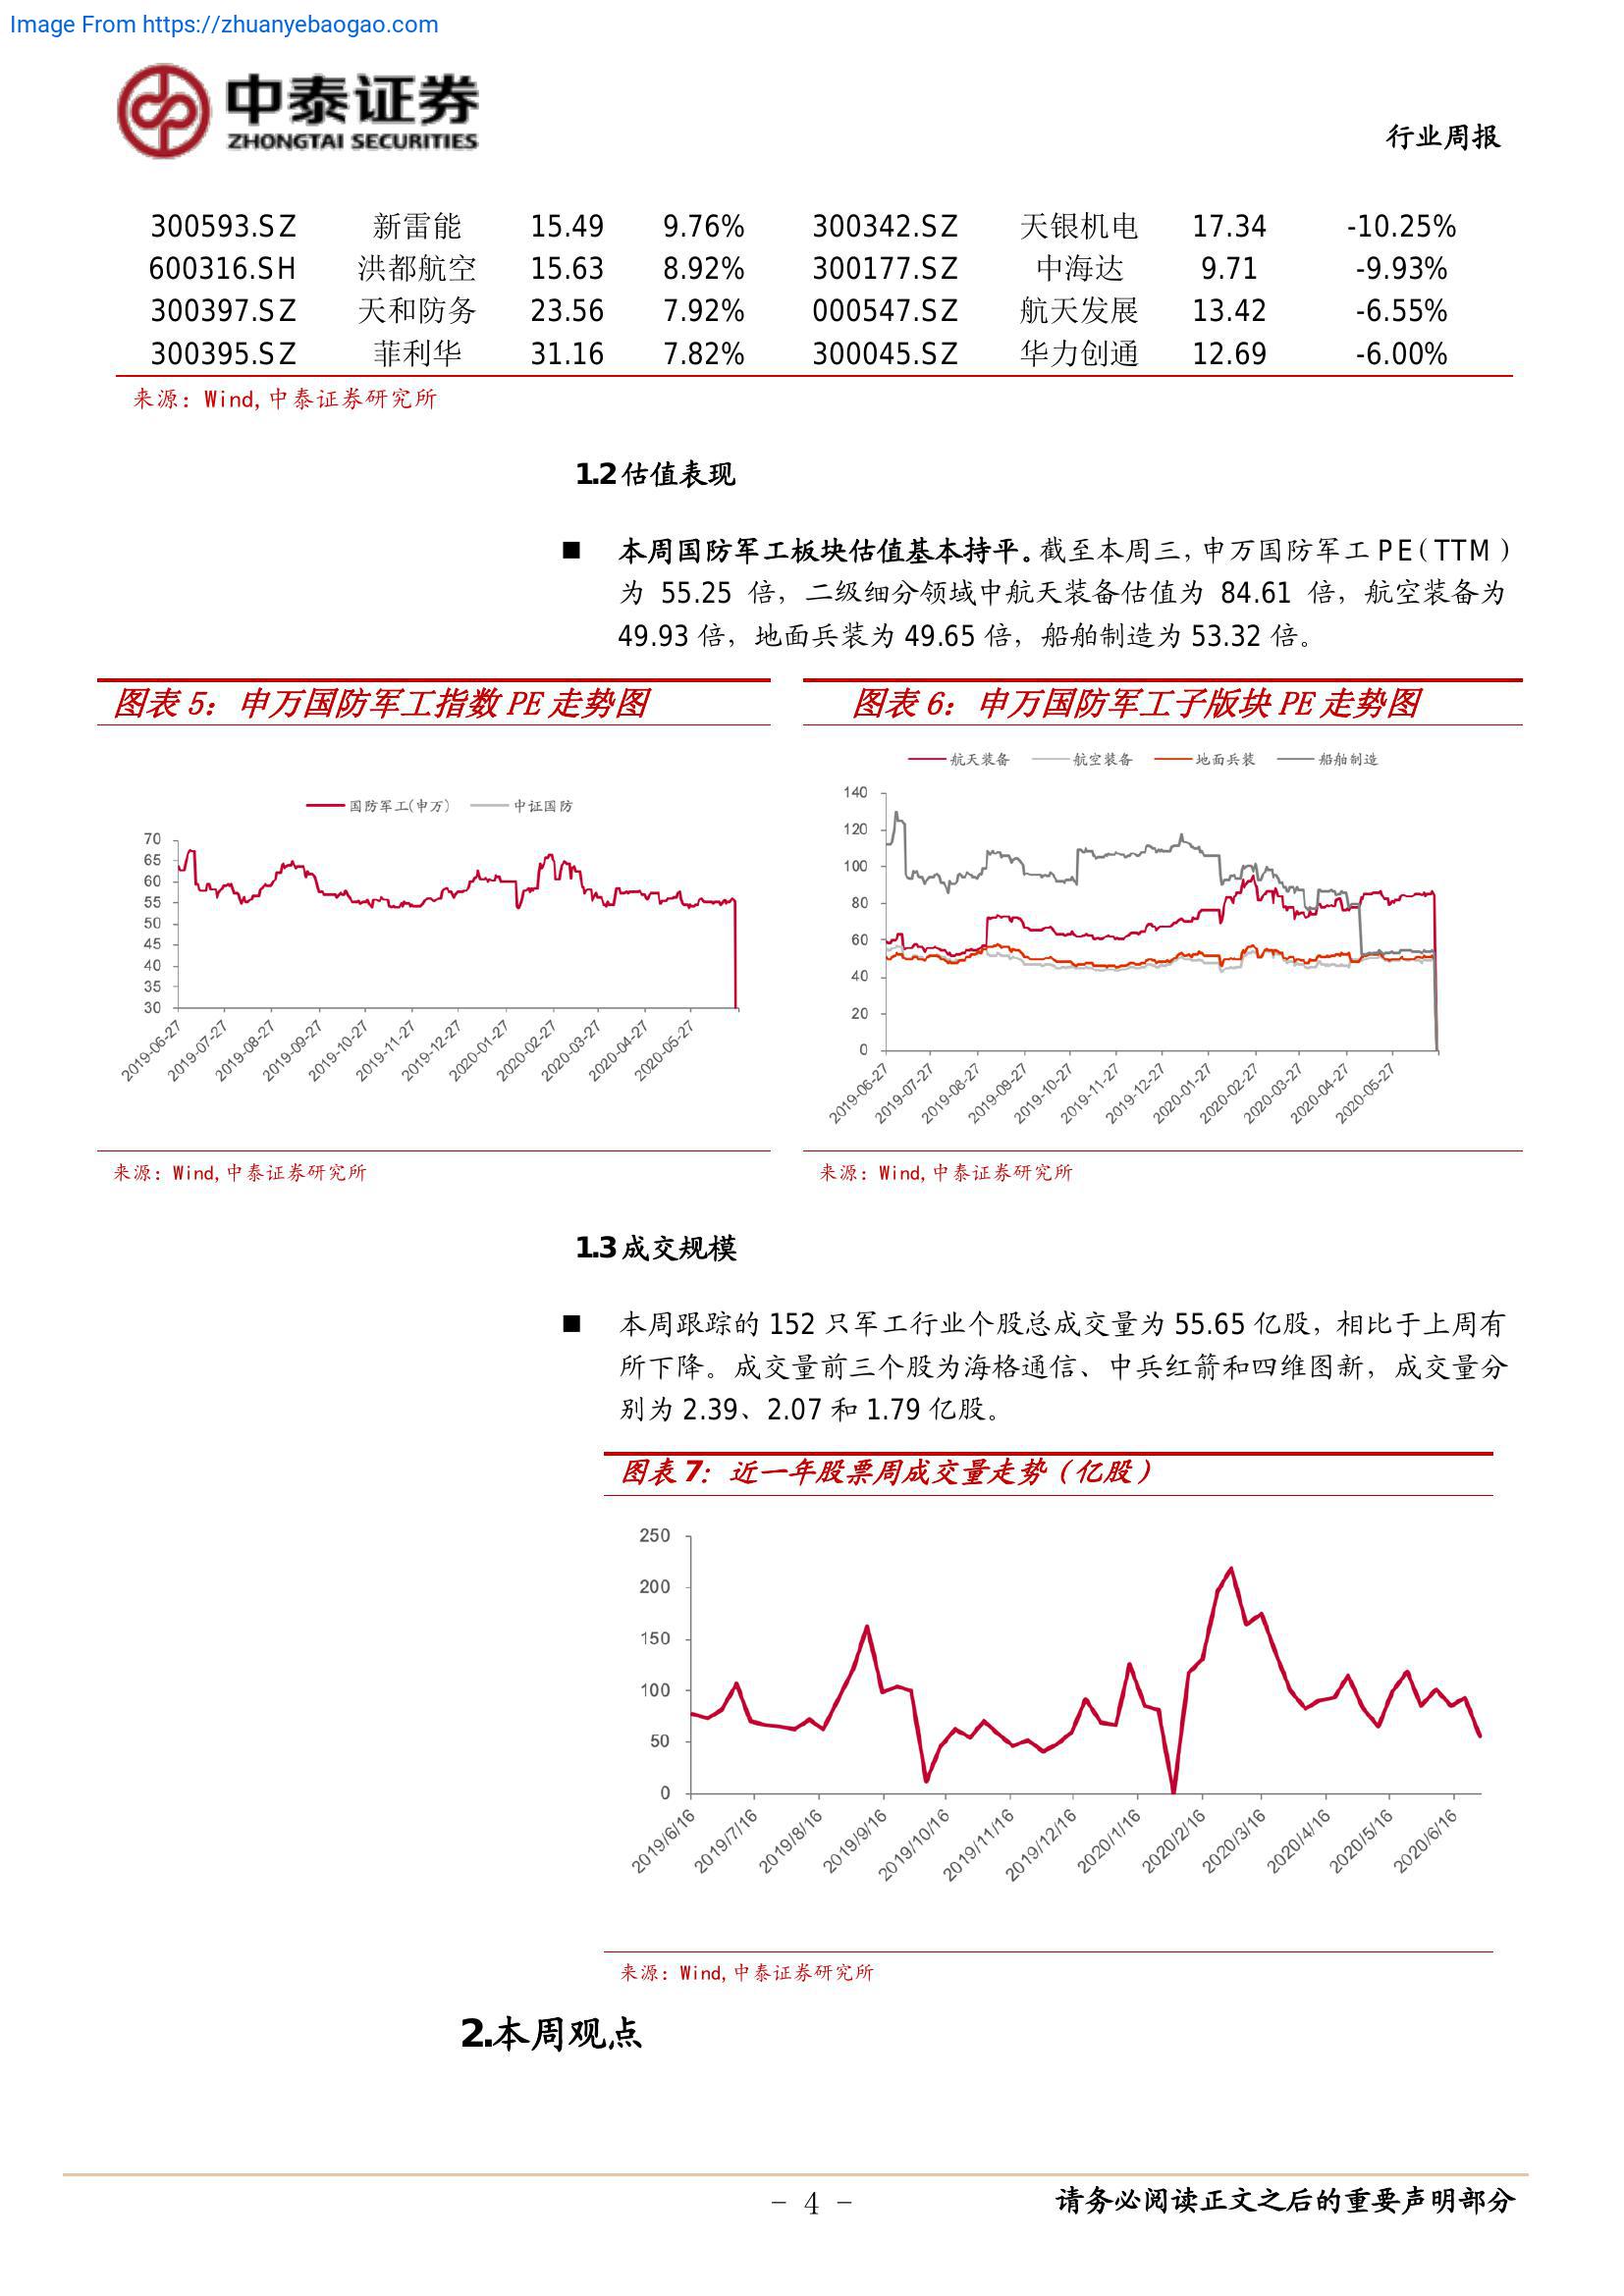 Image From https://zhuanyebaogao.com
中泰证券
ZHONGTAI SECURITIES
行业周报
300593.SZ 新雷能 15.49 9.76% 300342.SZ 天银机电 17.34 -10.25%
600316.SH 洪都航空 15.63 8.92% 300177.SZ 中海达 9.71 -9.93%
300397.SZ 天和防务 23.56 7.92% 000547.SZ 航天发展 13.42 -6.55%
300395.SZ 菲利华 31.16 7.82% 300045.SZ 华力创通 12.69 -6.00%
来源：Wind,中泰证券研究所
1.2估值表现
■ 本周国防军工板块估值基本持平。截至本周三，申万国防军工 PE（TTM）
为 55.25 倍，二级细分领域中航天装备估值为 84.61 倍，航空装备为
49.93 倍，地面兵装为 49.65 倍，船舶制造为 53.32 倍。
图表 5：申万国防军工指数 PE 走势图
国防军工(申万) 中证国防
70
65
60
55
50
45
40
35
30
2019-06-27 2019-07-27 2019-08-27 2019-09-27 2019-10-27 2019-11-27 2019-12-27 2020-01-27 2020-02-27 2020-03-27 2020-04-27 2020-05-27
来源：Wind,中泰证券研究所
图表 6：申万国防军工子版块 PE 走势图
航天装备 航空装备 地面兵装 船舶制造
140
120
100
80
60
40
20
0
2019-06-27 2019-07-27 2019-08-27 2019-09-27 2019-10-27 2019-11-27 2019-12-27 2020-01-27 2020-02-27 2020-03-27 2020-04-27 2020-05-27
来源：Wind,中泰证券研究所
1.3成交规模
■ 本周跟踪的 152 只军工行业个股总成交量为 55.65 亿股，相比于上周有
所下降。成交量前三个股为海格通信、中兵红箭和四维图新，成交量分
别为 2.39、2.07 和 1.79 亿股。
图表 7：近一年股票周成交量走势（亿股）
250
200
150
100
50
0
2019/6/16 2019/7/16 2019/8/16 2019/9/16 2019/10/16 2019/11/16 2019/12/16 2020/1/16 2020/2/16 2020/3/16 2020/4/16 2020/5/16 2020/6/16
来源：Wind,中泰证券研究所
2.本周观点
- 4 -
请务必阅读正文之后的重要声明部分